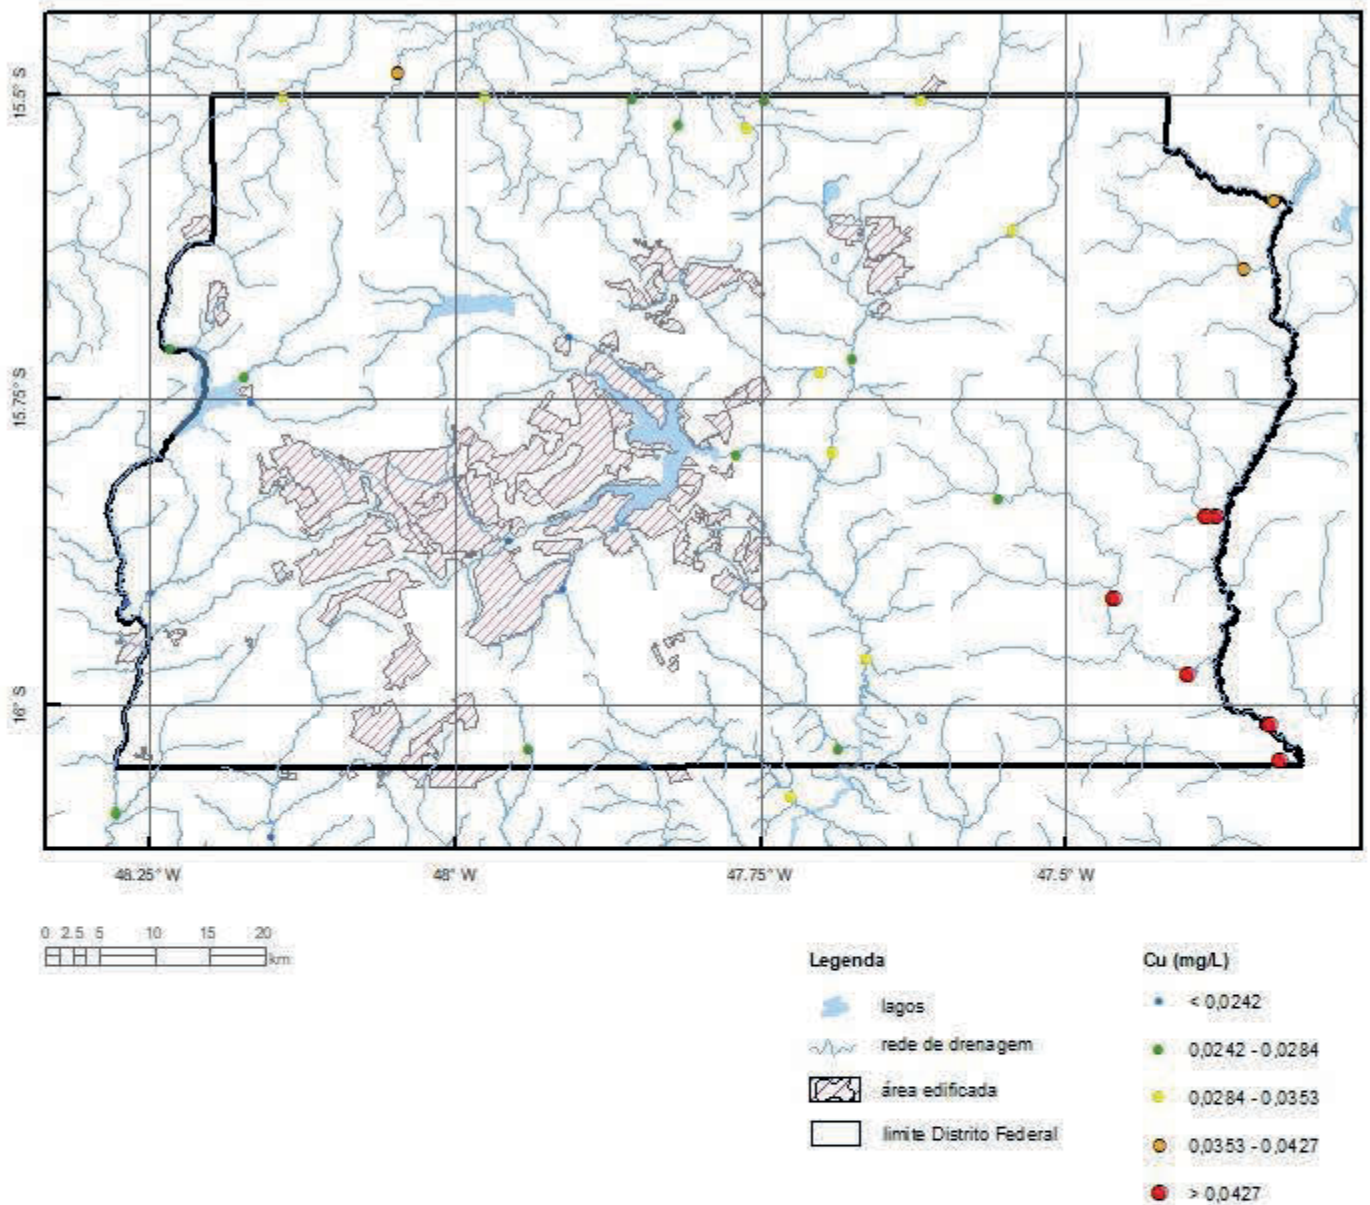 15.5° S
15.75° S
16° S
48.25° W
48° W
47.75° W
47.5° W
0 2.5 5 10 15 20
km
Legenda
lagos
rede de drenagem
área edificada
limite Distrito Federal
Cu (mg/L)
< 0,0242
0,0242 - 0,0284
0,0284 - 0,0353
0,0353 - 0,0427
> 0,0427